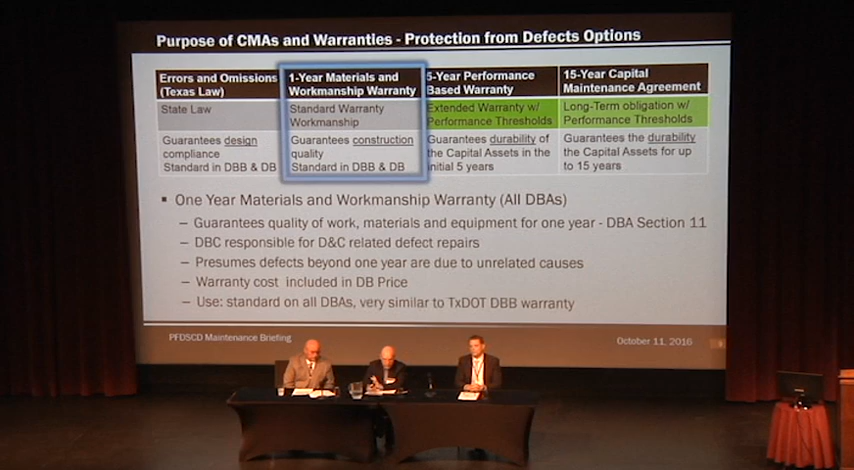 Purpose of CMAs and Warranties - Protection from Defects Options
Errors and Omissions (Texas Law)
1-Year Materials and Workmanship Warranty
5-Year Performance Based Warranty
15-Year Capital Maintenance Agreement
State Law
Standard Warranty Workmanship
Extended Warranty w/ Performance Thresholds
Long-Term obligation w/ Performance Thresholds
Guarantees design compliance
Standard in DBB & DB
Guarantees construction quality
Standard in DBB & DB
Guarantees durability of the Capital Assets in the initial 5 years
Guarantees the durability the Capital Assets for up to 15 years
▪ One Year Materials and Workmanship Warranty (All DBAs)
– Guarantees quality of work, materials and equipment for one year - DBA Section 11
– DBC responsible for D&C related defect repairs
– Presumes defects beyond one year are due to unrelated causes
– Warranty cost included in DB Price
– Use: standard on all DBAs, very similar to TxDOT DBB warranty
PFDSCD Maintenance Briefing
October 11, 2016